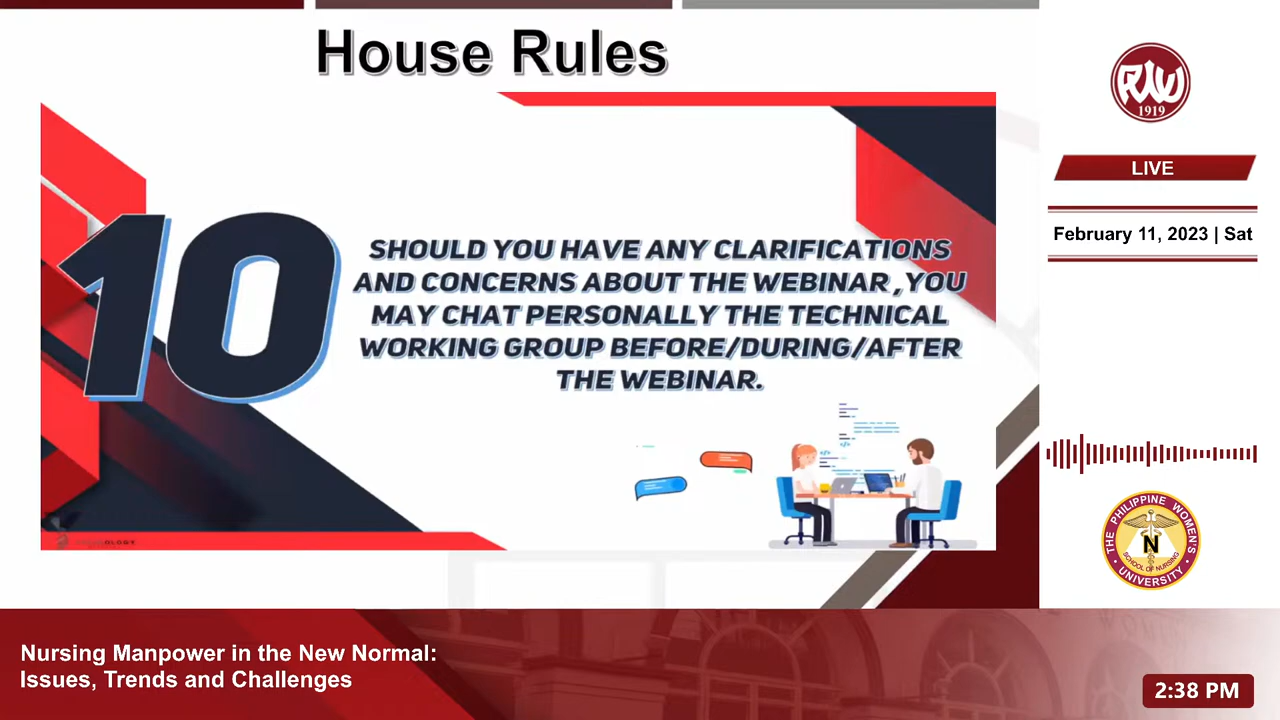 House Rules
10
SHOULD YOU HAVE ANY CLARIFICATIONS
AND CONCERNS ABOUT THE WEBINAR ,YOU
MAY CHAT PERSONALLY THE TECHNICAL
WORKING GROUP BEFORE/DURING/AFTER
THE WEBINAR.
PWU
1919
LIVE
February 11, 2023 | Sat
THE PHILIPPINE WOMEN'S
UNIVERSITY
SCHOOL OF NURSING
N
Nursing Manpower in the New Normal:
Issues, Trends and Challenges
2:38 PM